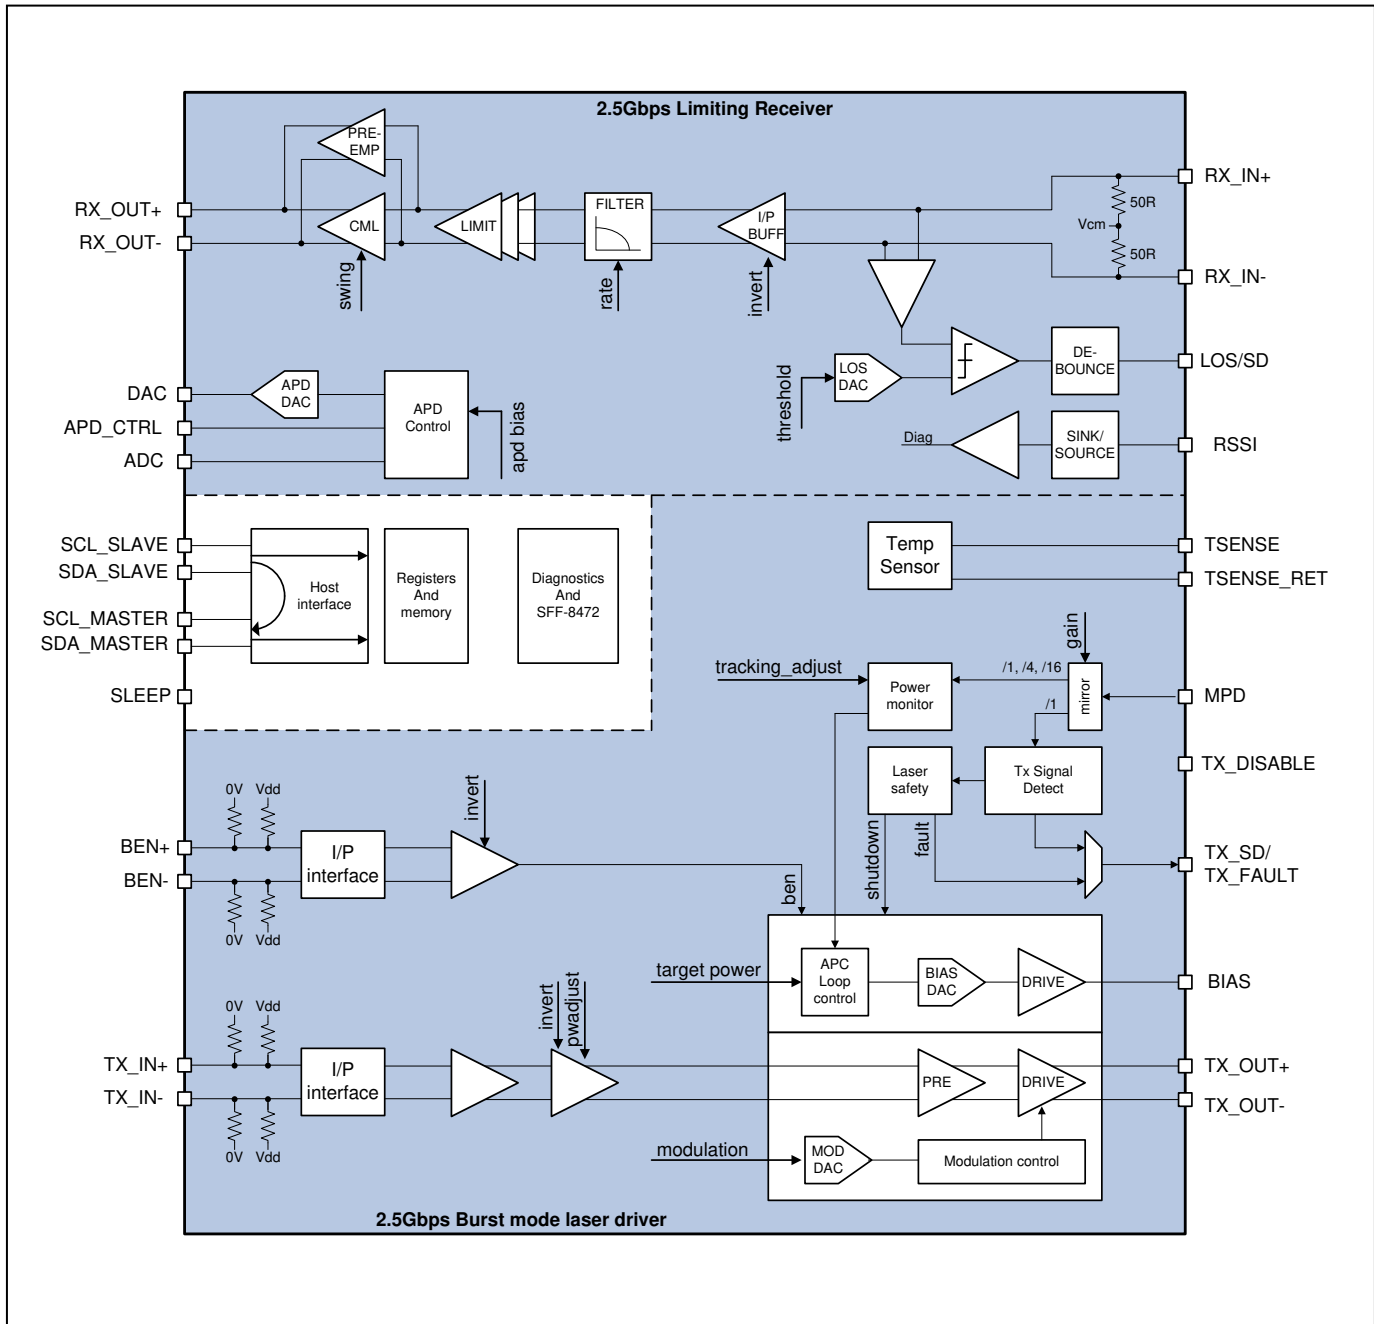 2.5Gbps Limiting Receiver
PRE-
EMP
RX_IN+
RX_OUT+
FILTER
I/P
BUFF
50R
CML
LIMIT
Vcm
RX_OUT-
50R
swing
rate
invert
RX_IN-
LOS
DAC
DE-
BOUNCE
LOS/SD
threshold
DAC
APD
DAC
APD
Control
APD_CTRL
apd bias
Diag
SINK/
SOURCE
RSSI
ADC
SCL_SLAVE
SDA_SLAVE
SCL_MASTER
SDA_MASTER
SLEEP
Host
interface
Registers
And
memory
Diagnostics
And
SFF-8472
Temp
Sensor
TSENSE
TSENSE_RET
gain
tracking_adjust
Power
monitor
/1, /4, /16
/1
mirror
MPD
Laser
safety
Tx Signal
Detect
TX_DISABLE
0V
Vdd
invert
BEN+
BEN-
I/P
interface
0V
Vdd
ben
shutdown
fault
TX_SD/
TX_FAULT
target power
APC
Loop
control
BIAS
DAC
DRIVE
BIAS
0V
Vdd
invert
pwadjust
TX_IN+
TX_IN-
I/P
interface
PRE
DRIVE
TX_OUT+
TX_OUT-
0V
Vdd
modulation
MOD
DAC
Modulation control
2.5Gbps Burst mode laser driver